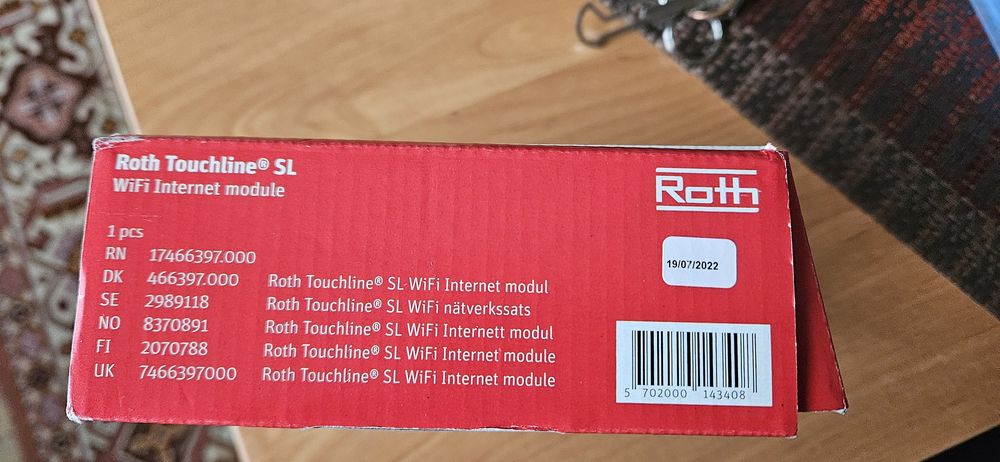 Roth Touchline® SL
WiFi Internet module
Roth
1 pcs
RN 17466397.000
DK 466397.000 Roth Touchline® SL WiFi Internet modul
SE 2989118 Roth Touchline® SL WiFi nätverkssats
NO 8370891 Roth Touchline® SL WiFi Internett modul
FI 2070788 Roth Touchline® SL WiFi Internet module
UK 7466397000 Roth Touchline® SL WiFi Internet module
19/07/2022
5 702000 143408